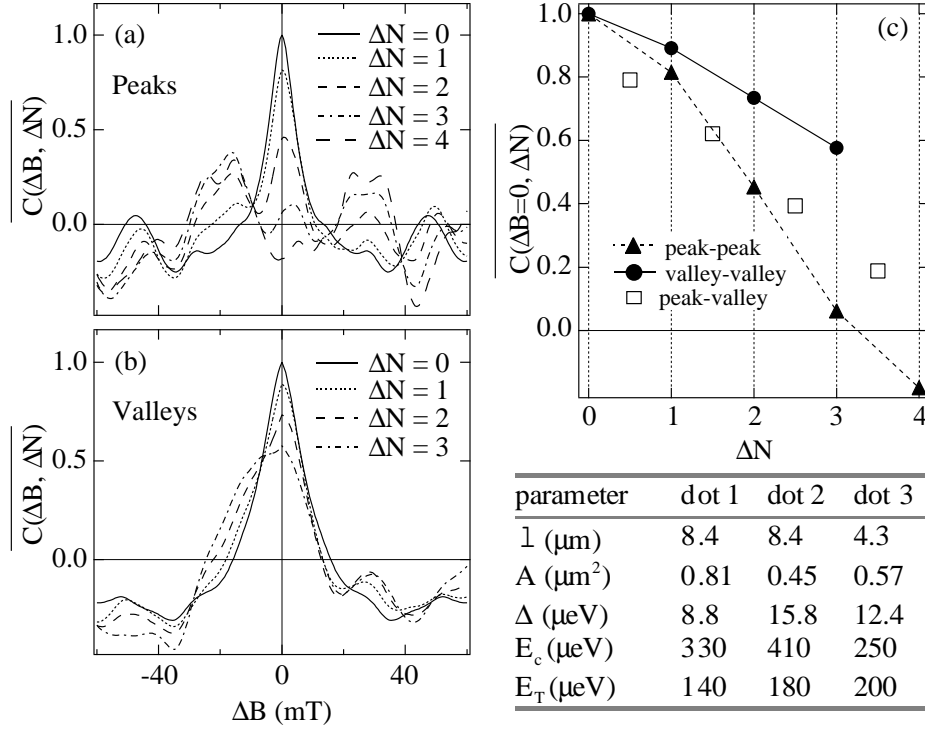 (a)
Peaks
ΔN = 0
ΔN = 1
ΔN = 2
ΔN = 3
ΔN = 4
1.0
0.5
0.0
C(ΔB, ΔN)
(b)
Valleys
ΔN = 0
ΔN = 1
ΔN = 2
ΔN = 3
1.0
0.5
0.0
C(ΔB, ΔN)
-40
0
40
ΔB (mT)
(c)
1.0
0.8
0.6
0.4
0.2
0.0
C(ΔB=0, ΔN)
peak-peak
valley-valley
peak-valley
0 1 2 3 4
ΔN
parameter dot 1 dot 2 dot 3
l (μm) 8.4 8.4 4.3
A (μm²) 0.81 0.45 0.57
Δ (μeV) 8.8 15.8 12.4
E_c (μeV) 330 410 250
E_T (μeV) 140 180 200